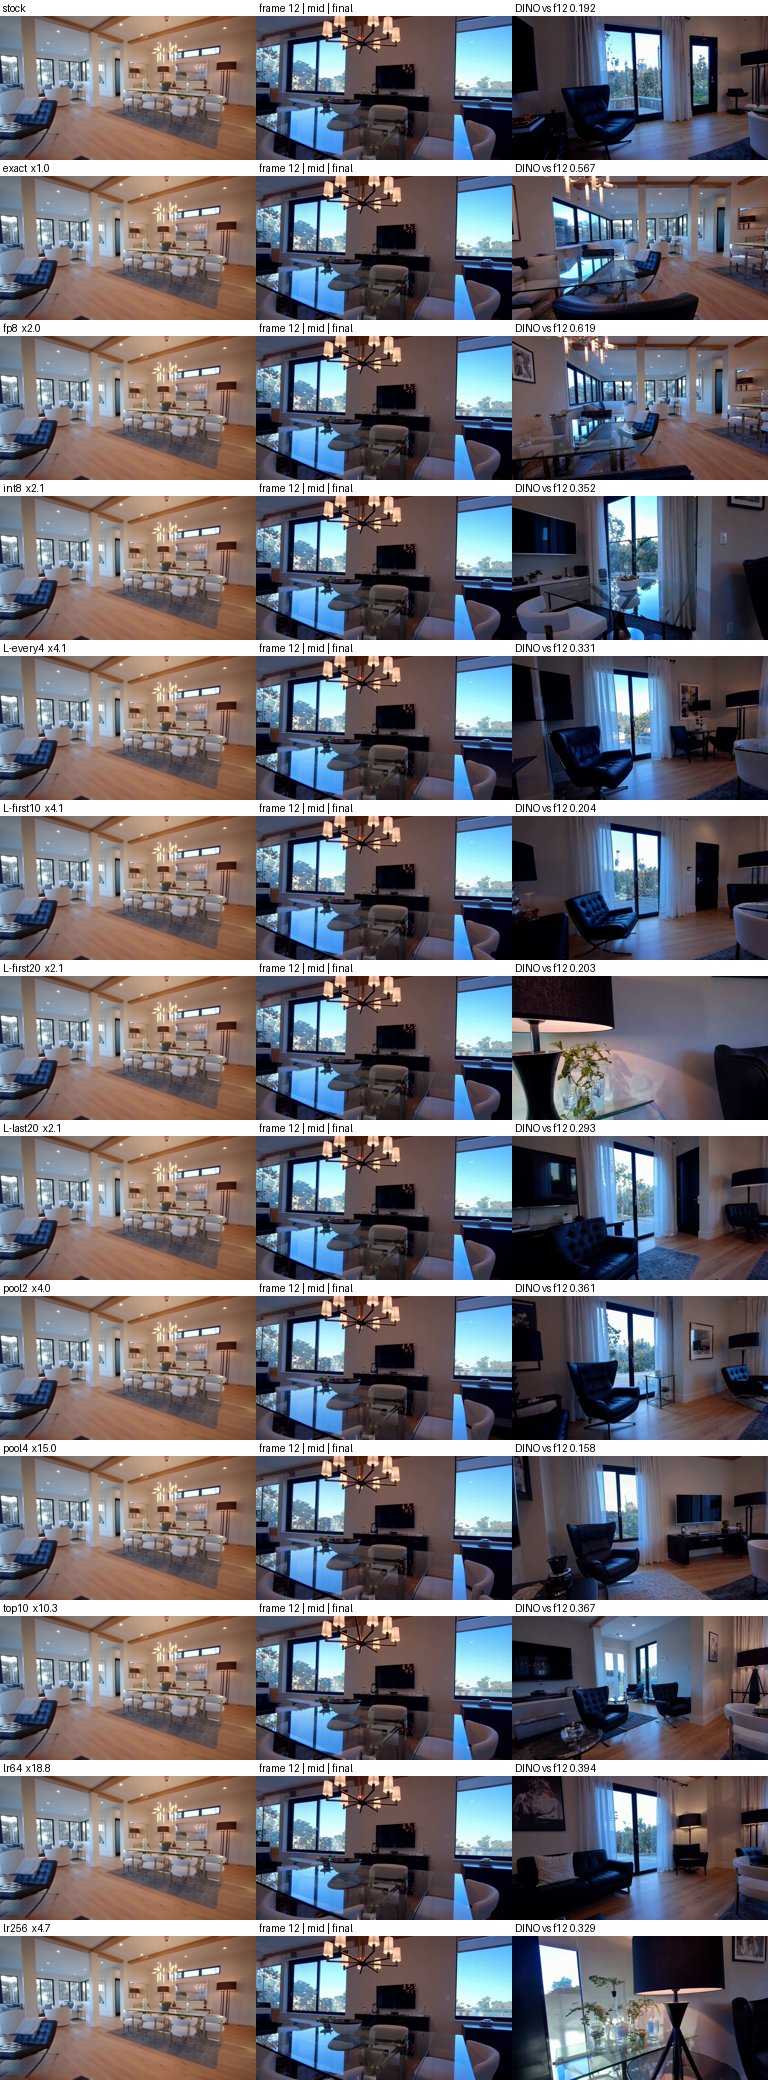 stock frame 12 | mid | final DINO vs f12 0.192
exact x1.0 frame 12 | mid | final DINO vs f12 0.567
fp8 x2.0 frame 12 | mid | final DINO vs f12 0.619
int8 x2.1 frame 12 | mid | final DINO vs f12 0.352
L-every4 x4.1 frame 12 | mid | final DINO vs f12 0.331
L-first10 x4.1 frame 12 | mid | final DINO vs f12 0.204
L-first20 x2.1 frame 12 | mid | final DINO vs f12 0.203
L-last20 x2.1 frame 12 | mid | final DINO vs f12 0.293
pool2 x4.0 frame 12 | mid | final DINO vs f12 0.361
pool4 x15.0 frame 12 | mid | final DINO vs f12 0.158
top10 x10.3 frame 12 | mid | final DINO vs f12 0.367
lr64 x18.8 frame 12 | mid | final DINO vs f12 0.394
lr256 x4.7 frame 12 | mid | final DINO vs f12 0.329